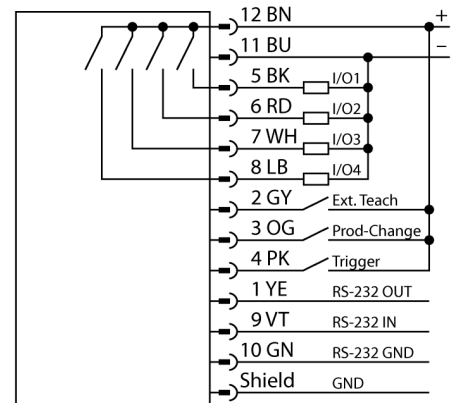 12 BN +
11 BU −
5 BK I/O1
6 RD I/O2
7 WH I/O3
8 LB I/O4
2 GY Ext. Teach
3 OG Prod-Change
4 PK Trigger
1 YE RS-232 OUT
9 VT RS-232 IN
10 GN RS-232 GND
Shield GND